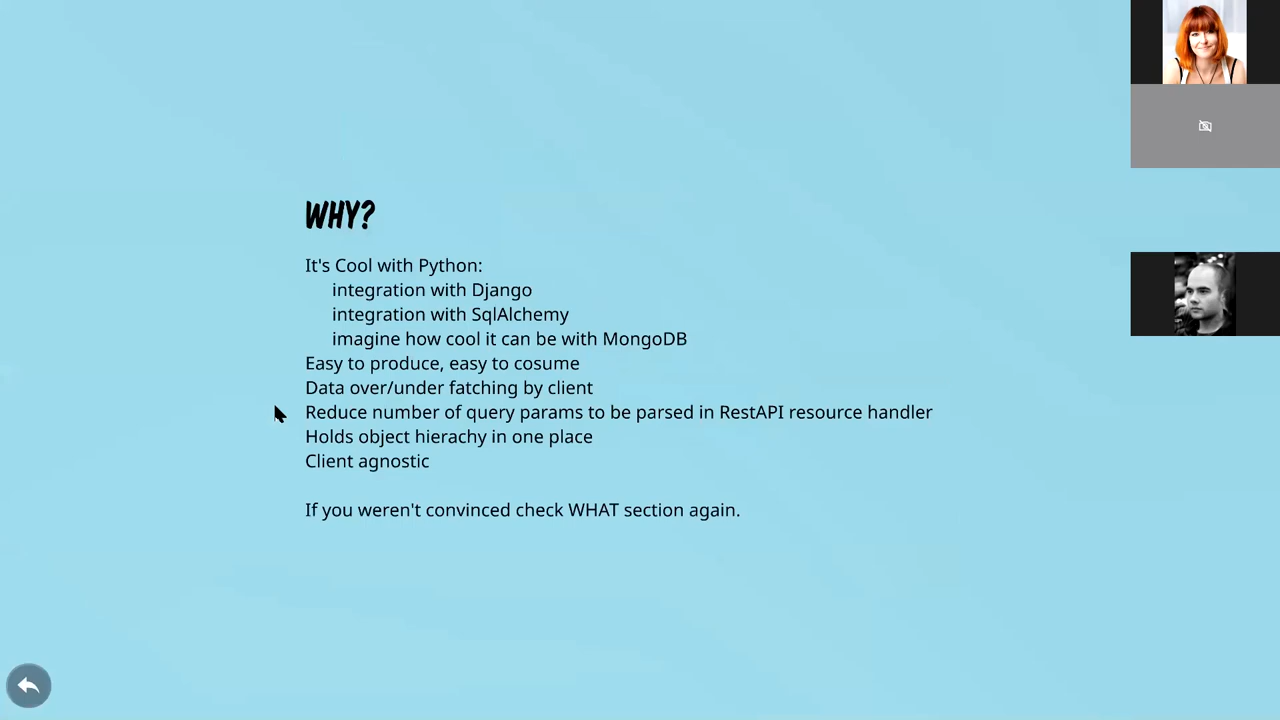 WHY?
It's Cool with Python:
integration with Django
integration with SqlAlchemy
imagine how cool it can be with MongoDB
Easy to produce, easy to cosume
Data over/under fatching by client
Reduce number of query params to be parsed in RestAPI resource handler
Holds object hierachy in one place
Client agnostic
If you weren't convinced check WHAT section again.